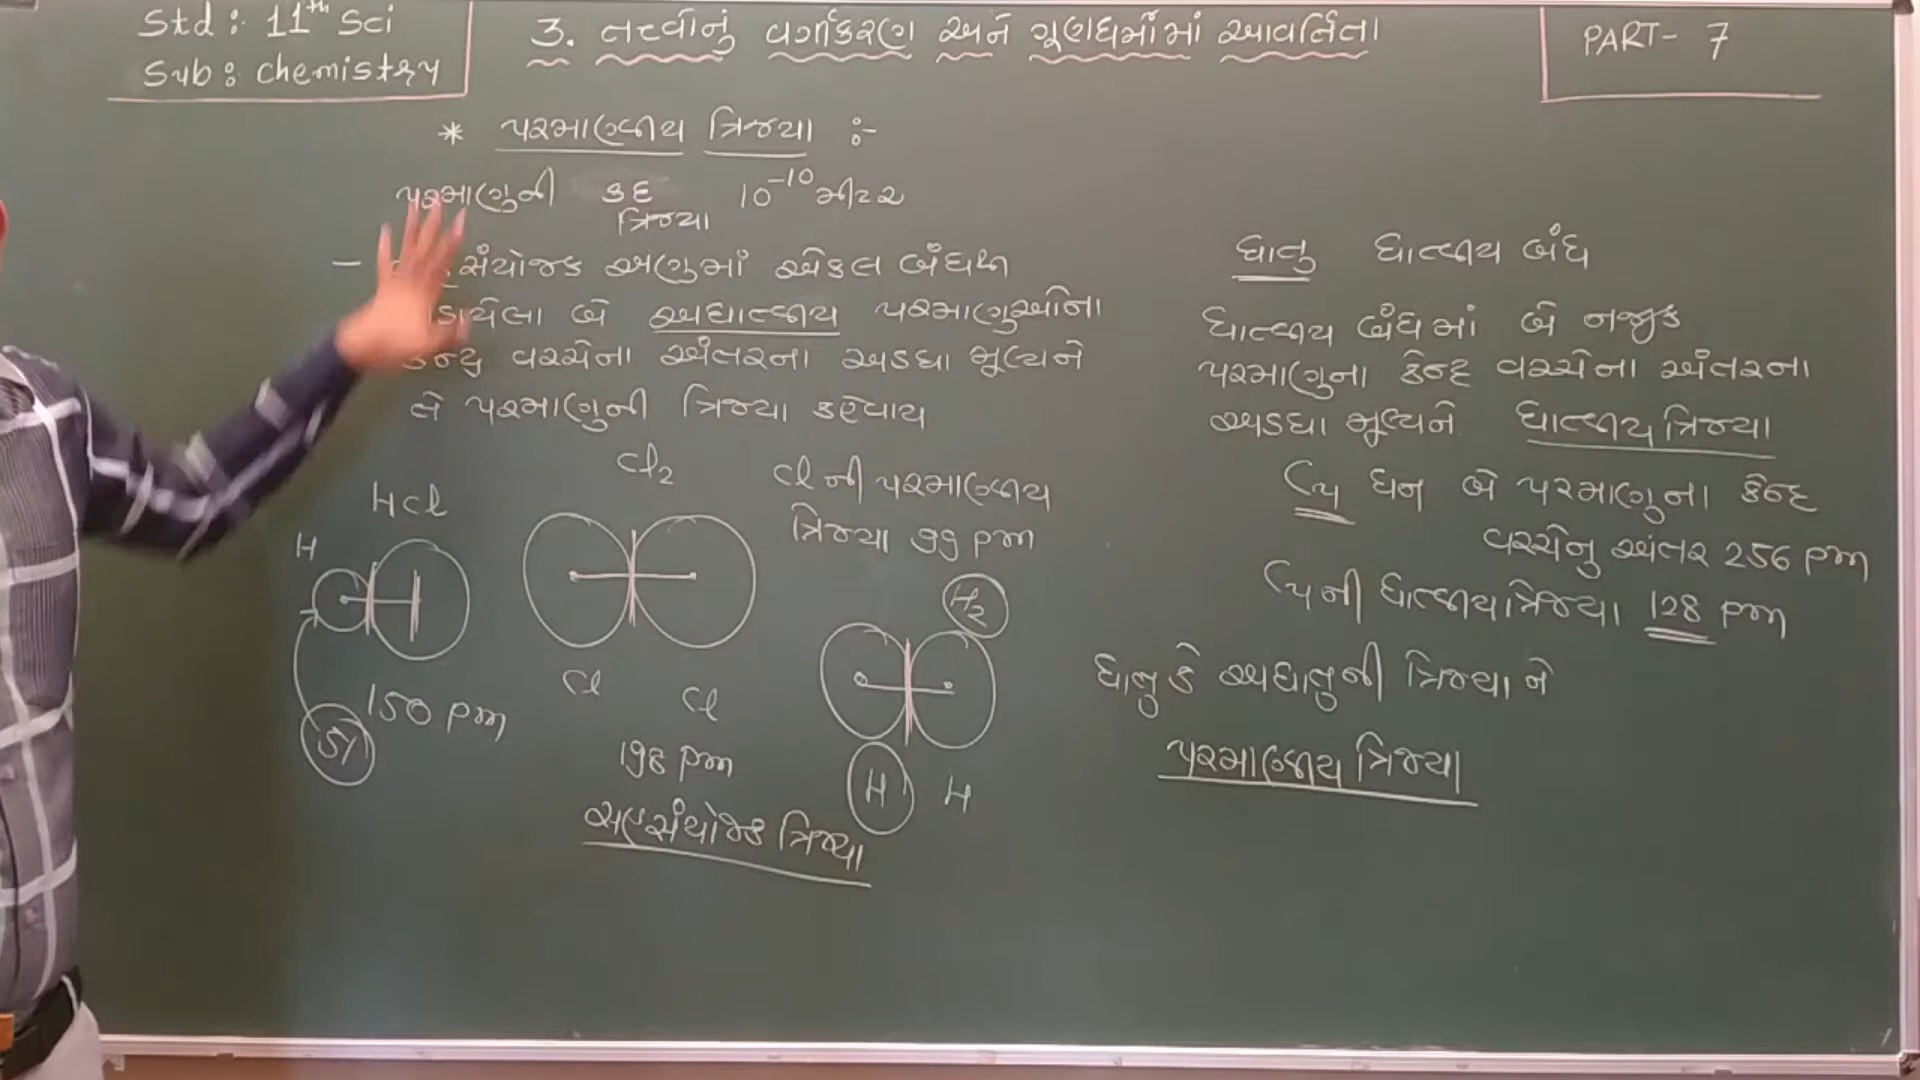 Std : 11th Sci
Sub : chemistry
3. તત્ત્વોનું વર્ગીકરણ અને ગુણધર્મોમાં આવર્તિતા
PART- 7
* પરમાણ્વીય ત્રિજ્યા :-
પરમાણુની કદ 10⁻¹⁰ મીટર
ત્રિજ્યા
- સંયોજક અણુમાં એકલ બંધથી
બે અધાત્વીય પરમાણુઓના
કેન્દ્ર વચ્ચેના અંતરના અડધા મૂલ્યને
તે પરમાણુની ત્રિજ્યા કહેવાય
HCl
H
150 pm
51
Cl₂
Cl Cl
198 pm
સહસંયોજક ત્રિજ્યા
Cl ની પરમાણ્વીય
ત્રિજ્યા 99 pm
H₂
H H
ધાતુ ધાત્વીય બંધ
ધાત્વીય બંધમાં બે નજીક
પરમાણુના કેન્દ્ર વચ્ચેના અંતરના
અડધા મૂલ્યને ધાત્વીય ત્રિજ્યા
Cu ઘન બે પરમાણુના કેન્દ્ર
વચ્ચેનુ અંતર 256 pm
Cu ની ધાત્વીય ત્રિજ્યા 128 pm
ધાતુ કે અધાતુની ત્રિજ્યા ને
પરમાણ્વીય ત્રિજ્યા